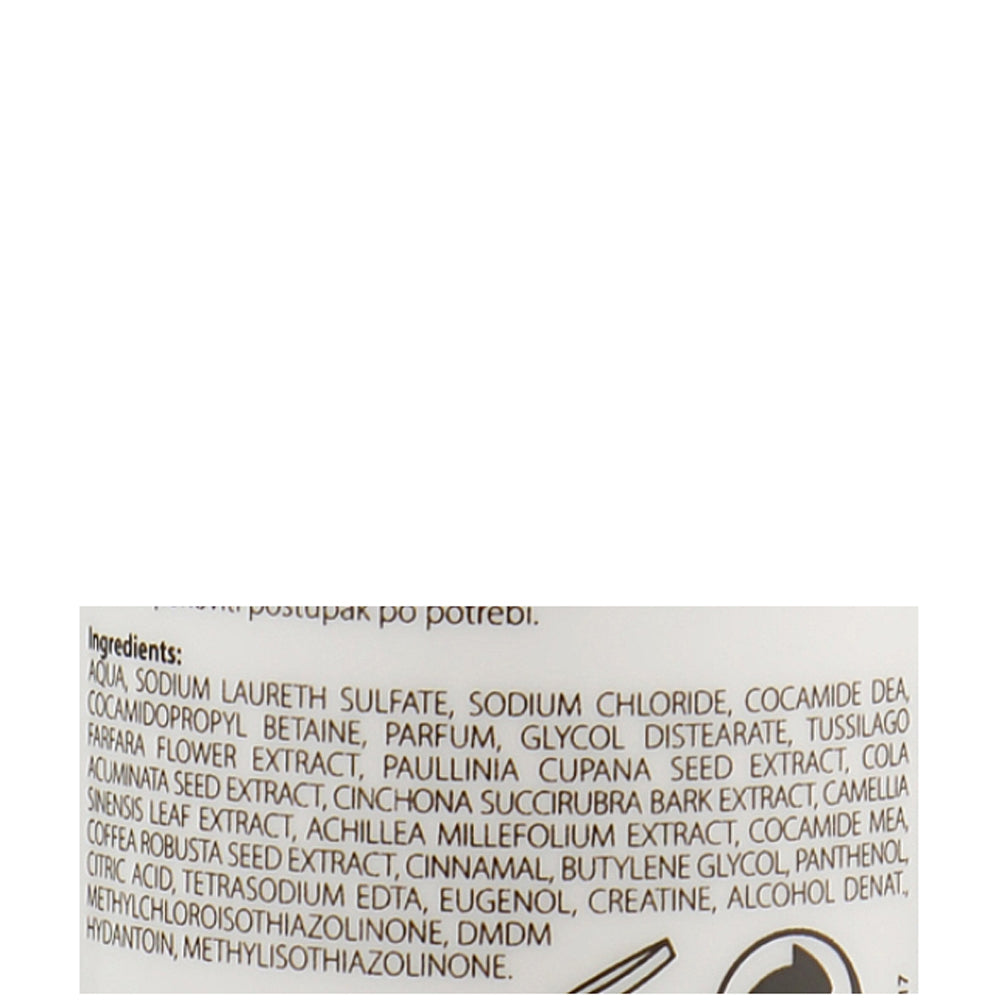 postupak po potrebi.
Ingredients:
AQUA, SODIUM LAURETH SULFATE, SODIUM CHLORIDE, COCAMIDE DEA,
COCAMIDOPROPYL BETAINE, PARFUM, GLYCOL DISTEARATE, TUSSILAGO
FARFARA FLOWER EXTRACT, PAULLINIA CUPANA SEED EXTRACT, COLA
ACUMINATA SEED EXTRACT, CINCHONA SUCCIRUBRA BARK EXTRACT, CAMELLIA
SINENSIS LEAF EXTRACT, ACHILLEA MILLEFOLIUM EXTRACT, COCAMIDE MEA,
COFFEA ROBUSTA SEED EXTRACT, CINNAMAL, BUTYLENE GLYCOL, PANTHENOL,
CITRIC ACID, TETRASODIUM EDTA, EUGENOL, CREATINE, ALCOHOL DENAT.,
METHYLCHLOROISOTHIAZOLINONE, DMDM
HYDANTOIN, METHYLISOTHIAZOLINONE.